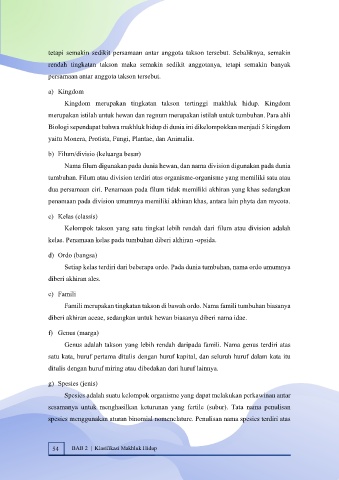 tetapi semakin sedikit persamaan antar anggota takson tersebut. Sebaliknya, semakin
rendah tingkatan takson maka semakin sedikit anggotanya, tetapi semakin banyak
persamaan antar anggota takson tersebut.
a) Kingdom
Kingdom merupakan tingkatan takson tertinggi makhluk hidup. Kingdom
merupakan istilah untuk hewan dan regnum merupakan istilah untuk tumbuhan. Para ahli
Biologi sependapat bahwa makhluk hidup di dunia ini dikelompokkan menjadi 5 kingdom
yaitu Monera, Protista, Fungi, Plantae, dan Animalia.
b) Filum/divisio (keluarga besar)
Nama filum digunakan pada dunia hewan, dan nama division digunakan pada dunia
tumbuhan. Filum atau division terdiri atas organisme-organisme yang memiliki satu atau
dua persamaan ciri. Penamaan pada filum tidak memiliki akhiran yang khas sedangkan
penamaan pada division umumnya memiliki akhiran khas, antara lain phyta dan mycota.
c) Kelas (classis)
Kelompok takson yang satu tingkat lebih rendah dari filum atau division adalah
kelas. Penamaan kelas pada tumbuhan diberi akhiran -opsida.
d) Ordo (bangsa)
Setiap kelas terdiri dari beberapa ordo. Pada dunia tumbuhan, nama ordo umumnya
diberi akhiran ales.
e) Famili
Famili merupakan tingkatan takson di bawah ordo. Nama famili tumbuhan biasanya
diberi akhiran aceae, sedangkan untuk hewan biasanya diberi nama idae.
f) Genus (marga)
Genus adalah takson yang lebih rendah daripada famili. Nama genus terdiri atas
satu kata, huruf pertama ditulis dengan huruf kapital, dan seluruh huruf dalam kata itu
ditulis dengan huruf miring atau dibedakan dari huruf lainnya.
g) Spesies (jenis)
Spesies adalah suatu kelompok organisme yang dapat melakukan perkawinan antar
sesamanya untuk menghasilkan keturunan yang fertile (subur). Tata nama penulisan
spesies menggunakan aturan binomial nomenclature. Penulisan nama spesies terdiri atas
54 BAB 2 | Klasifikasi Makhluk Hidup